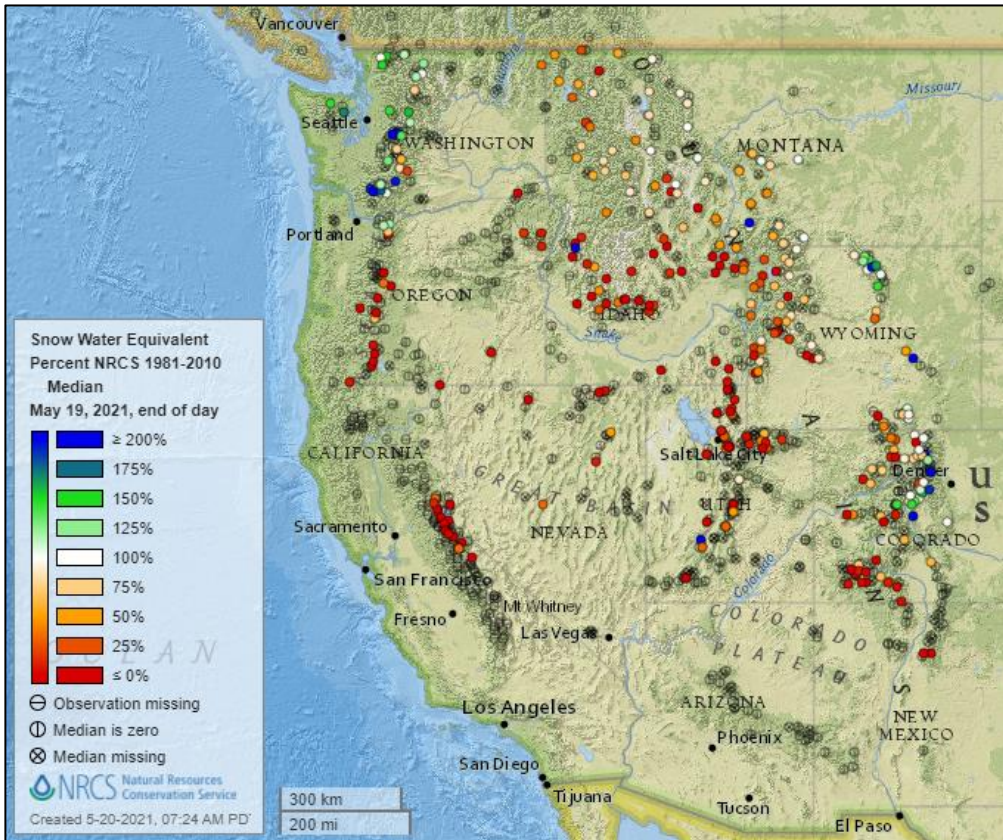 Vancouver
Columbia
Missouri
Seattle
WASHINGTON
MONTANA
Portland
OREGON
IDAHO
Snake
WYOMING
Snow Water Equivalent
Percent NRCS 1981-2010
Median
May 19, 2021, end of day
≥ 200%
175%
150%
125%
100%
75%
50%
25%
≤ 0%
Observation missing
Median is zero
Median missing
NRCS Natural Resources
Conservation Service
Created 5-20-2021, 07:24 AM PD
CALIFORNIA
Salt Lake City
Denver
U
S
GREAT
BASIN
UTAH
NEVADA
COLORADO
Sacramento
San Francisco
Colorado
Mt Whitney
Fresno
Las Vegas
COLORADO
PLATEAU
ARIZONA
NEW
MEXICO
Los Angeles
Phoenix
San Diego
Tijuana
Tucson
El Paso
300 km
200 mi